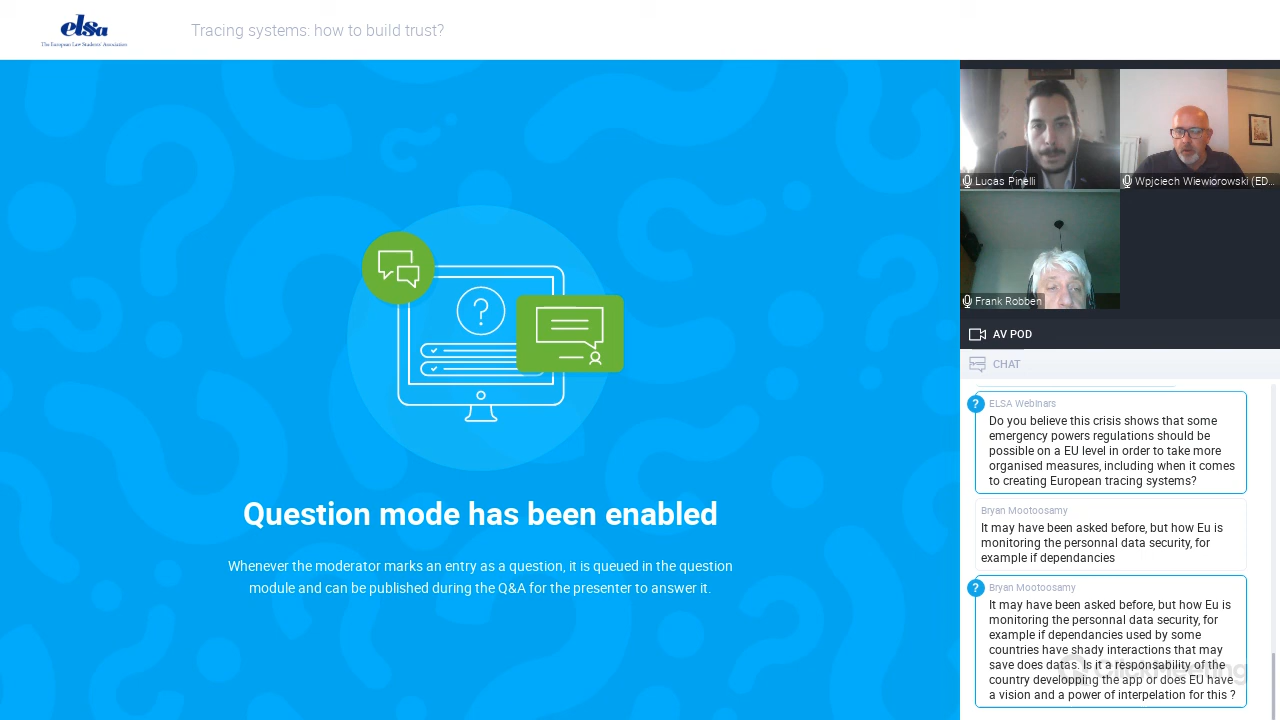 elsa
The European Law Students' Association
Tracing systems: how to build trust?
?
Question mode has been enabled
Whenever the moderator marks an entry as a question, it is queued in the question
module and can be published during the Q&A for the presenter to answer it.
Lucas Pinelli
Wpjciech Wiewiórowski (ED...
Frank Robben
AV POD
CHAT
?
ELSA Webinars
Do you believe this crisis shows that some
emergency powers regulations should be
possible on a EU level in order to take more
organised measures, including when it comes
to creating European tracing systems?
Bryan Mootoosamy
It may have been asked before, but how Eu is
monitoring the personnal data security, for
example if dependancies
?
Bryan Mootoosamy
It may have been asked before, but how Eu is
monitoring the personnal data security, for
example if dependancies used by some
countries have shady interactions that may
save does datas. Is it a responsability of the
country developping the app or does EU have
a vision and a power of interpelation for this ?
ClickMeeting